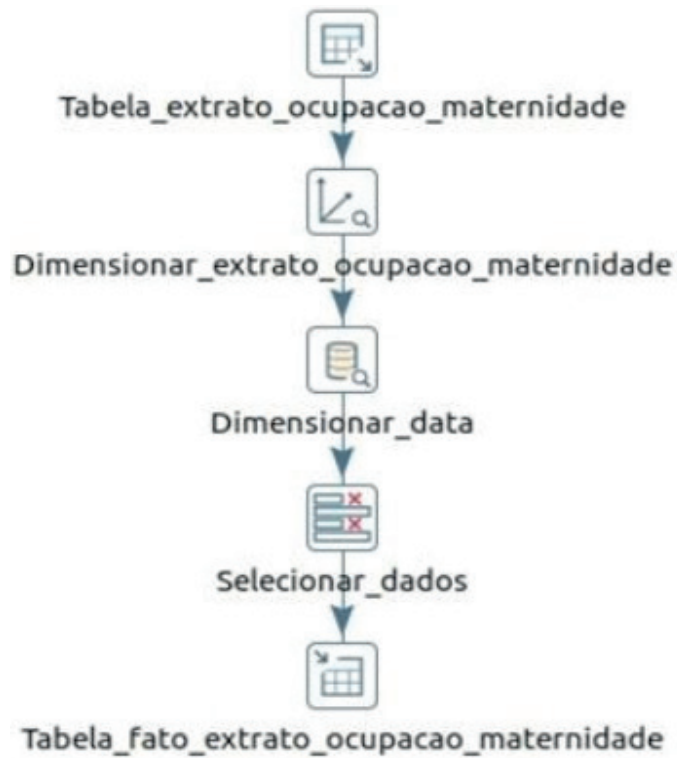 Tabela_extrato_ocupacao_maternidade
Dimensionar_extrato_ocupacao_maternidade
Dimensionar_data
Selecionar_dados
Tabela_fato_extrato_ocupacao_maternidade